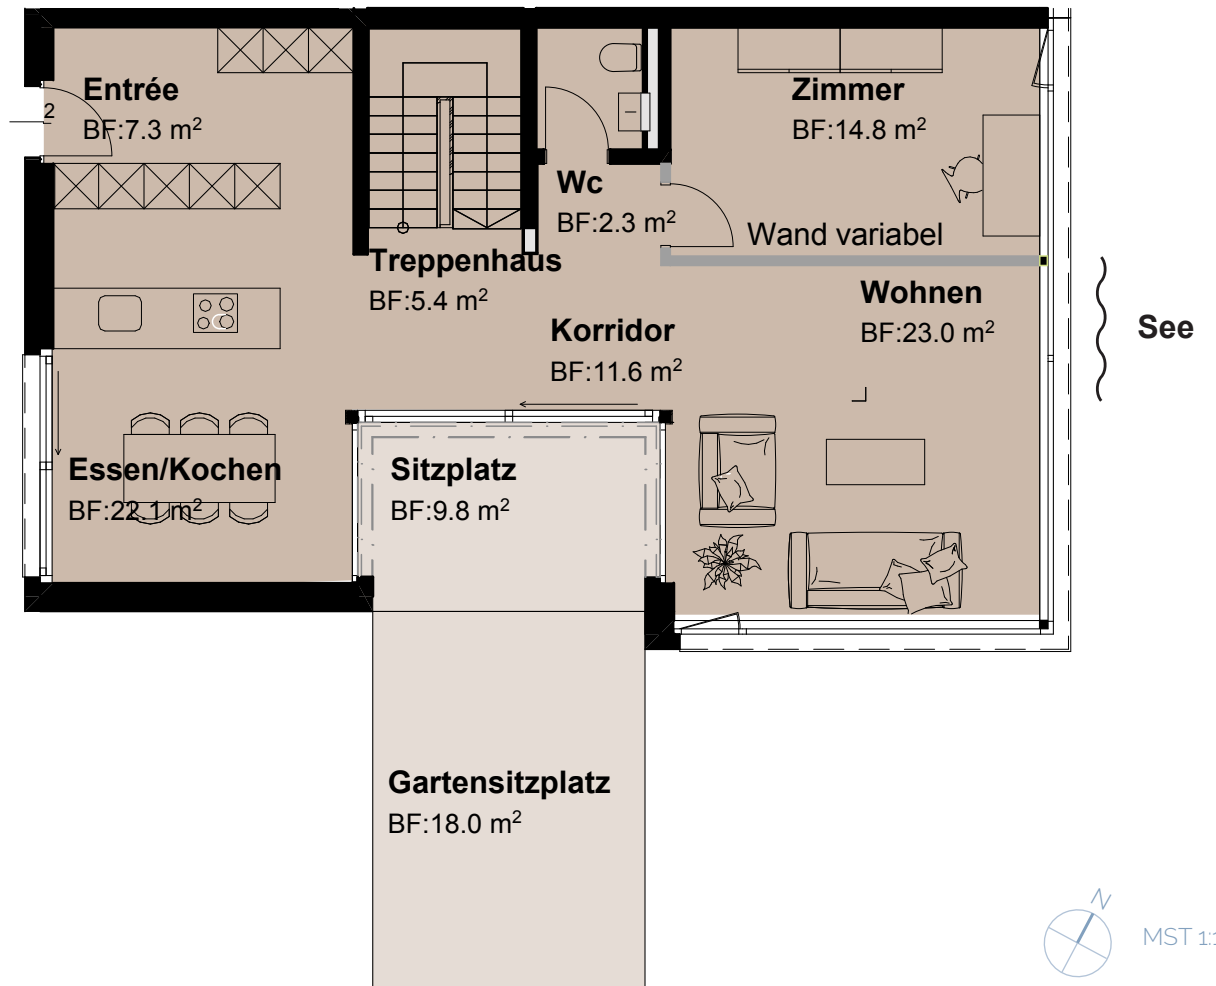 Entrée
BF:7.3 m²
2
Zimmer
BF:14.8 m²
Wc
BF:2.3 m²
Wand variabel
Treppenhaus
BF:5.4 m²
Wohnen
BF:23.0 m²
Korridor
BF:11.6 m²
See
Essen/Kochen
BF:22.1 m²
Sitzplatz
BF:9.8 m²
Gartensitzplatz
BF:18.0 m²
N
MST 1: